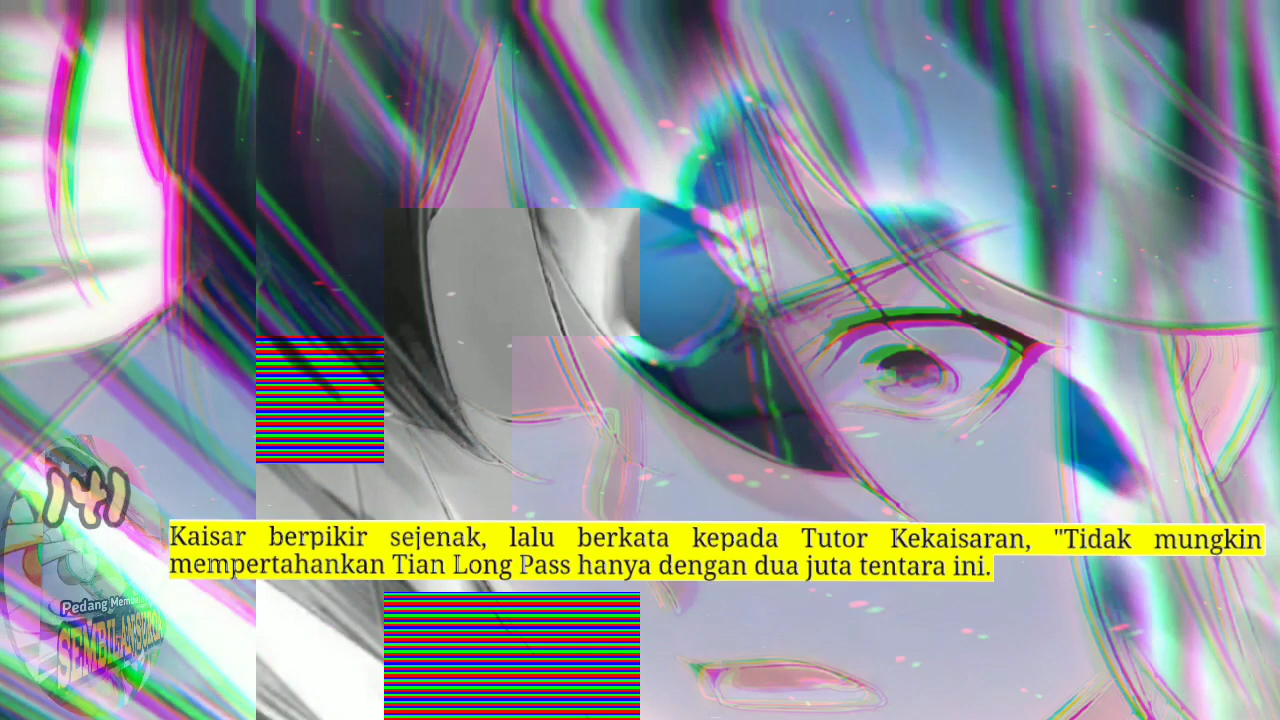 141
Kaisar berpikir sejenak, lalu berkata kepada Tutor Kekaisaran, "Tidak mungkin
mempertahankan Tian Long Pass hanya dengan dua juta tentara ini.
Pedang
SEMBILAN